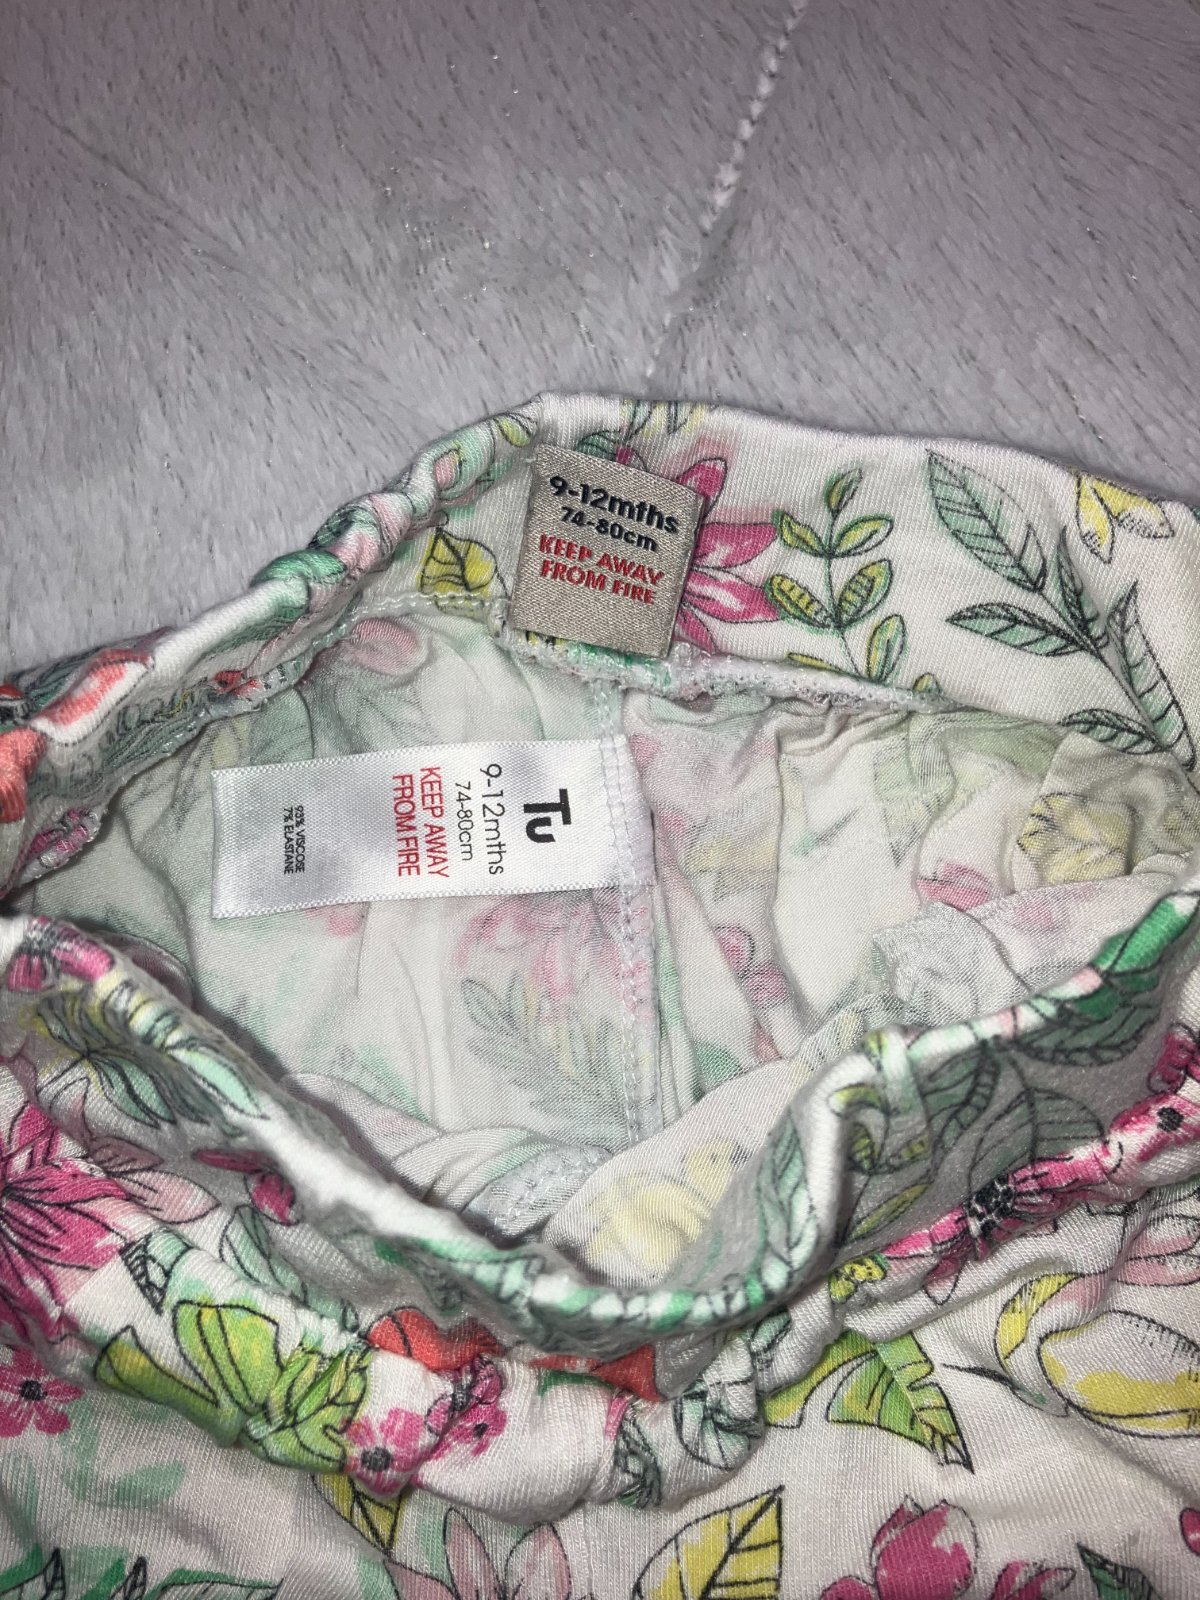 9-12mths
74-80cm
KEEP AWAY
FROM FIRE
Tu
9-12mths
74-80cm
KEEP AWAY
FROM FIRE
93% VISCOSE
7% ELASTANE